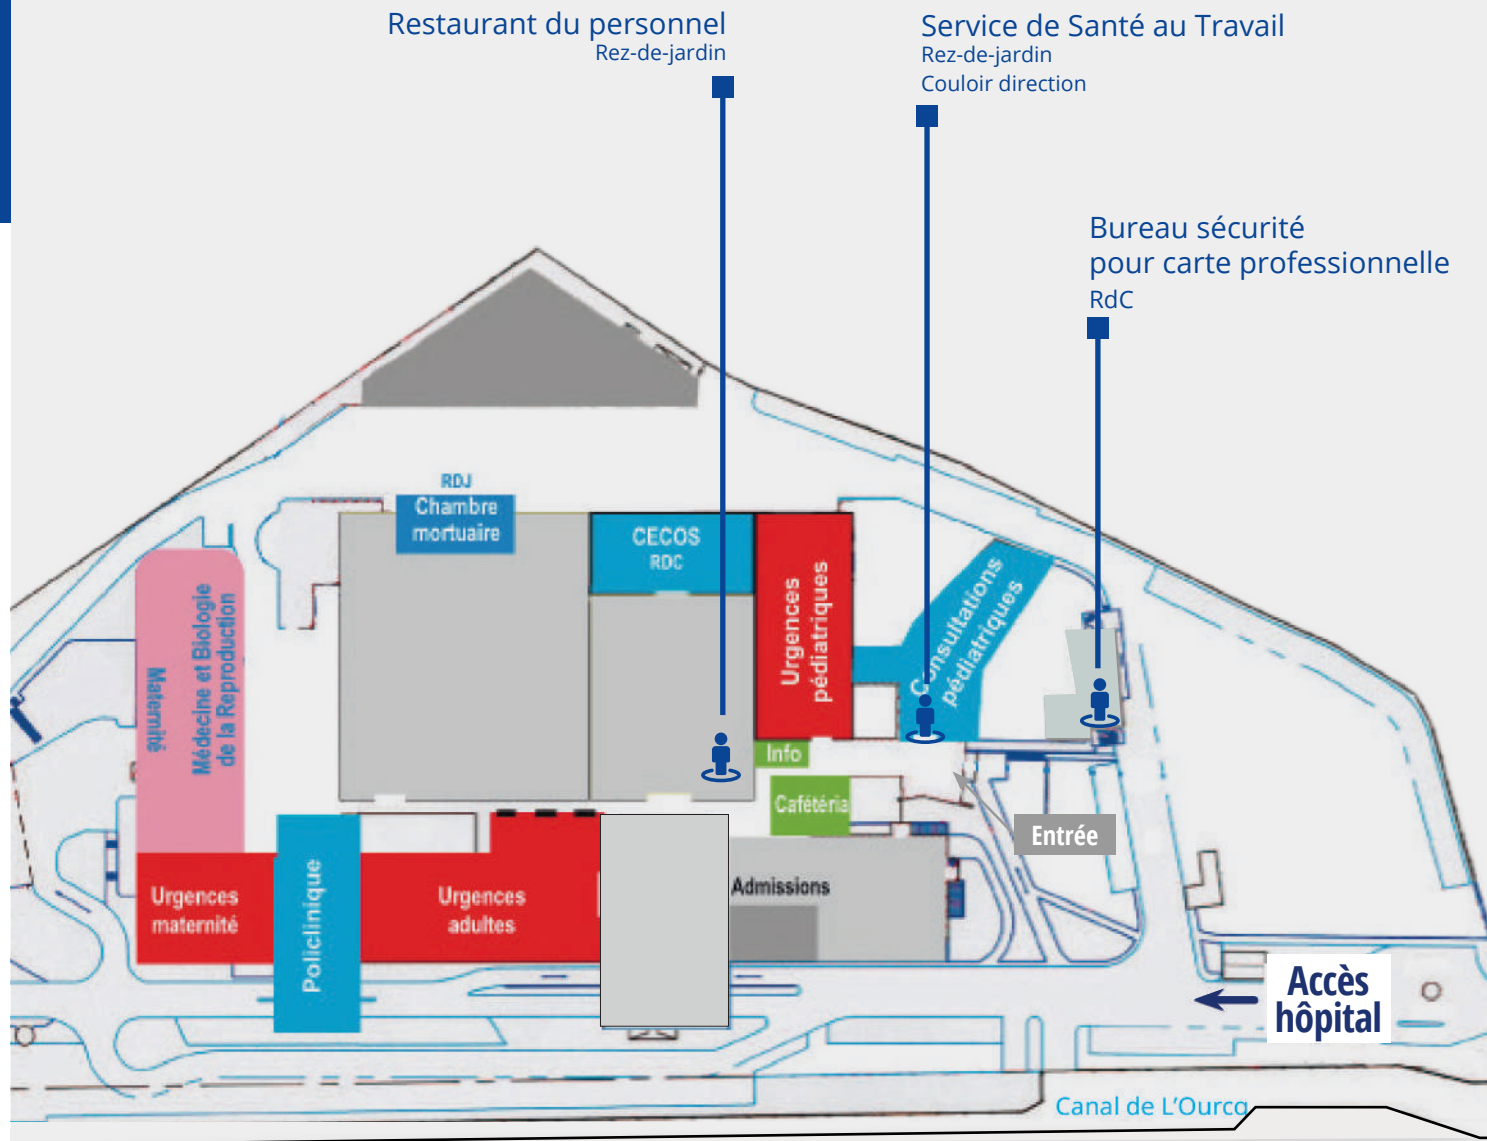 Restaurant du personnel
Rez-de-jardin
Service de Santé au Travail
Rez-de-jardin
Couloir direction
Bureau sécurité
pour carte professionnelle
RdC
RDJ
Chambre
mortuaire
CECOS
RDC
Urgences
pédiatriques
Consultations
pédiatriques
Maternité
Médecine et Biologie
de la Reproduction
Info
Cafétéria
Entrée
Urgences
maternité
Policlinique
Urgences
adultes
Admissions
Accès
hôpital
Canal de L'Ourcq